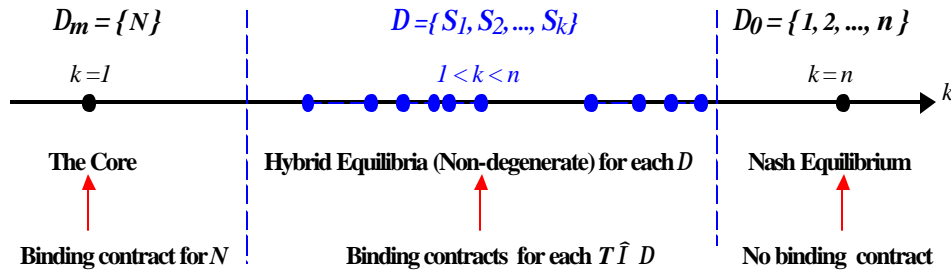 D_m = {N} D = {S_1, S_2, ..., S_k} D_0 = {1, 2, ..., n}
k = 1 1 < k < n k = n
k
The Core Hybrid Equilibria (Non-degenerate) for each D Nash Equilibrium
Binding contract for N Binding contracts for each T Î D No binding contract